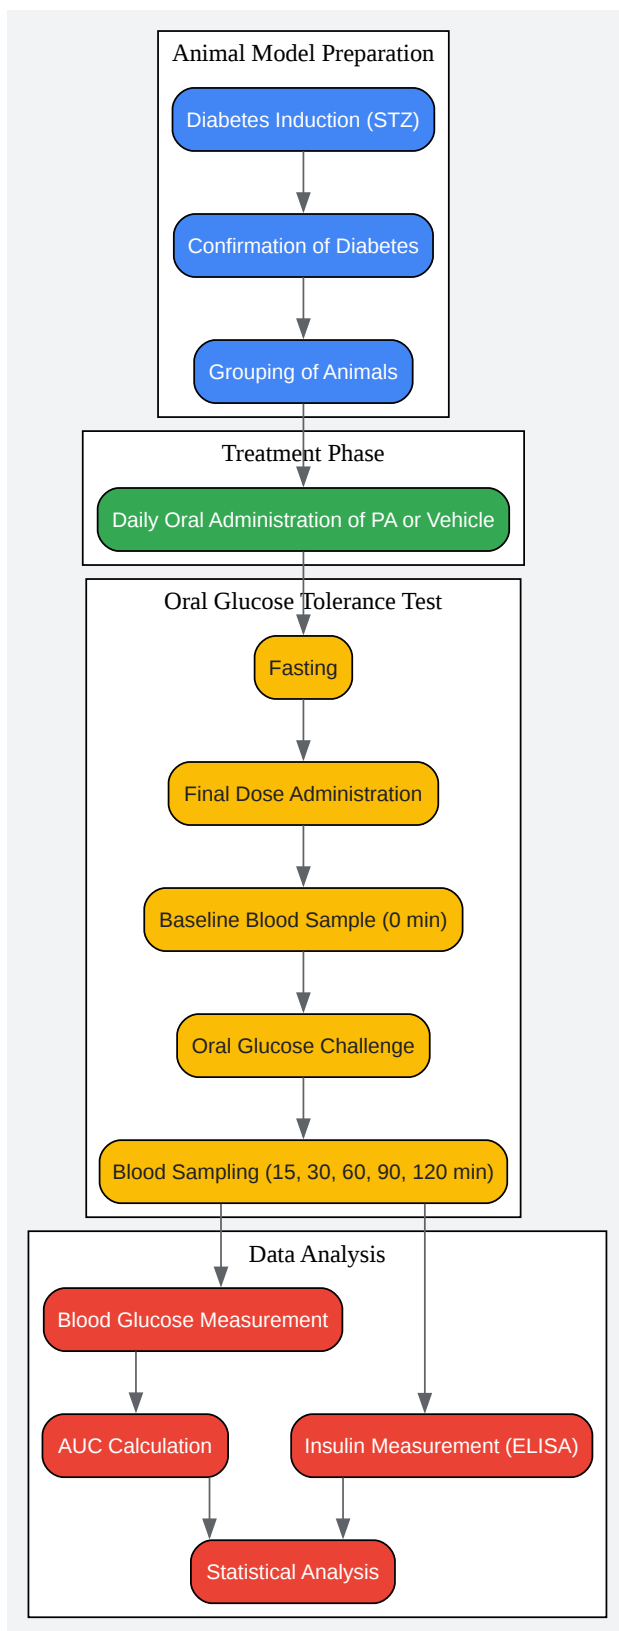 Animal Model Preparation
Diabetes Induction (STZ)
Confirmation of Diabetes
Grouping of Animals
Treatment Phase
Daily Oral Administration of PA or Vehicle
Oral Glucose Tolerance Test
Fasting
Final Dose Administration
Baseline Blood Sample (0 min)
Oral Glucose Challenge
Blood Sampling (15, 30, 60, 90, 120 min)
Data Analysis
Blood Glucose Measurement
AUC Calculation
Insulin Measurement (ELISA)
Statistical Analysis